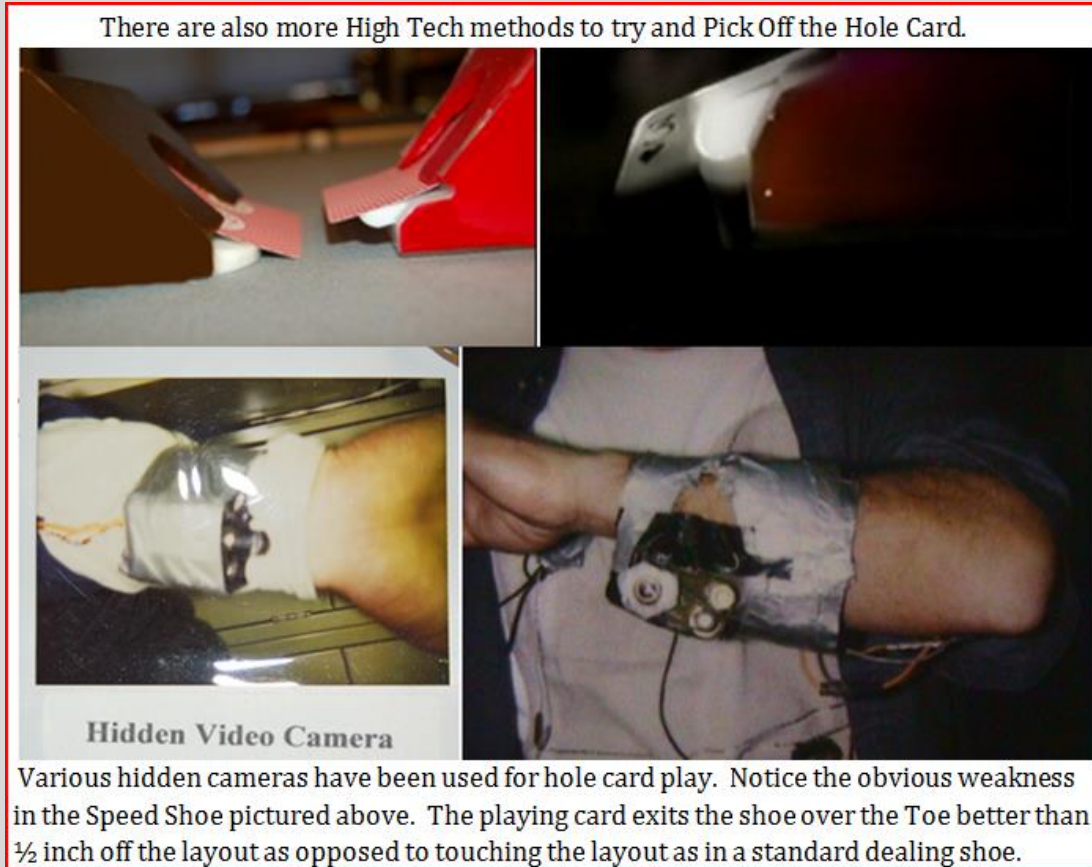 There are also more High Tech methods to try and Pick Off the Hole Card.
Hidden Video Camera
Various hidden cameras have been used for hole card play.  Notice the obvious weakness
in the Speed Shoe pictured above.  The playing card exits the shoe over the Toe better than
½ inch off the layout as opposed to touching the layout as in a standard dealing shoe.